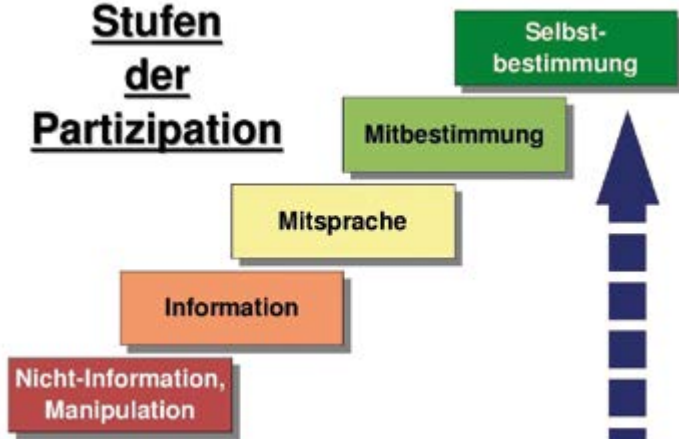 Stufen
der
Partizipation
Selbst-
bestimmung
Mitbestimmung
Mitsprache
Information
Nicht-Information,
Manipulation